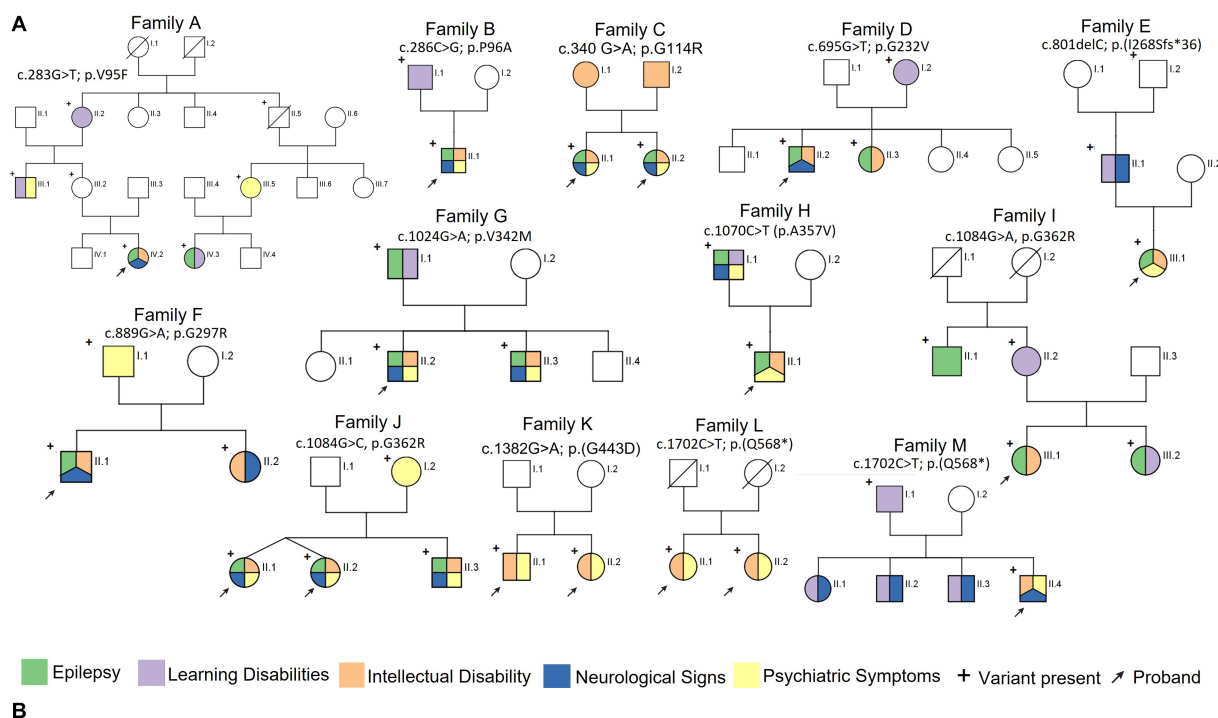 A
Family A
c.283G>T; p.V95F
I.1
I.2
+
II.1
II.2
II.3
II.4
+
II.5
II.6
+
III.1
+
III.2
III.3
III.4
+
III.5
III.6
III.7
IV.1
+
IV.2
+
IV.3
IV.4
Family B
c.286C>G; p.P96A
+
I.1
I.2
+
II.1
Family C
c.340 G>A; p.G114R
I.1
I.2
+
II.1
+
II.2
Family D
c.695G>T; p.G232V
I.1
+
I.2
II.1
+
II.2
+
II.3
II.4
II.5
Family E
c.801delC; p.(I268Sfs*36)
I.1
+
I.2
+
II.1
II.2
+
III.1
Family F
c.889G>A; p.G297R
+
I.1
I.2
+
II.1
+
II.2
Family G
c.1024G>A; p.V342M
+
I.1
I.2
II.1
+
II.2
+
II.3
II.4
Family H
c.1070C>T (p.A357V)
+
I.1
I.2
+
II.1
Family I
c.1084G>A, p.G362R
I.1
I.2
+
II.1
+
II.2
II.3
+
III.1
+
III.2
Family J
c.1084G>C, p.G362R
I.1
+
I.2
+
II.1
+
II.2
+
II.3
Family K
c.1382G>A; p.(G443D)
I.1
I.2
+
II.1
+
II.2
Family L
c.1702C>T; p.(Q568*)
I.1
I.2
+
II.1
+
II.2
Family M
c.1702C>T; p.(Q568*)
+
I.1
I.2
II.1
II.2
II.3
+
II.4
Epilepsy
Learning Disabilities
Intellectual Disability
Neurological Signs
Psychiatric Symptoms
+ Variant present
Proband
B